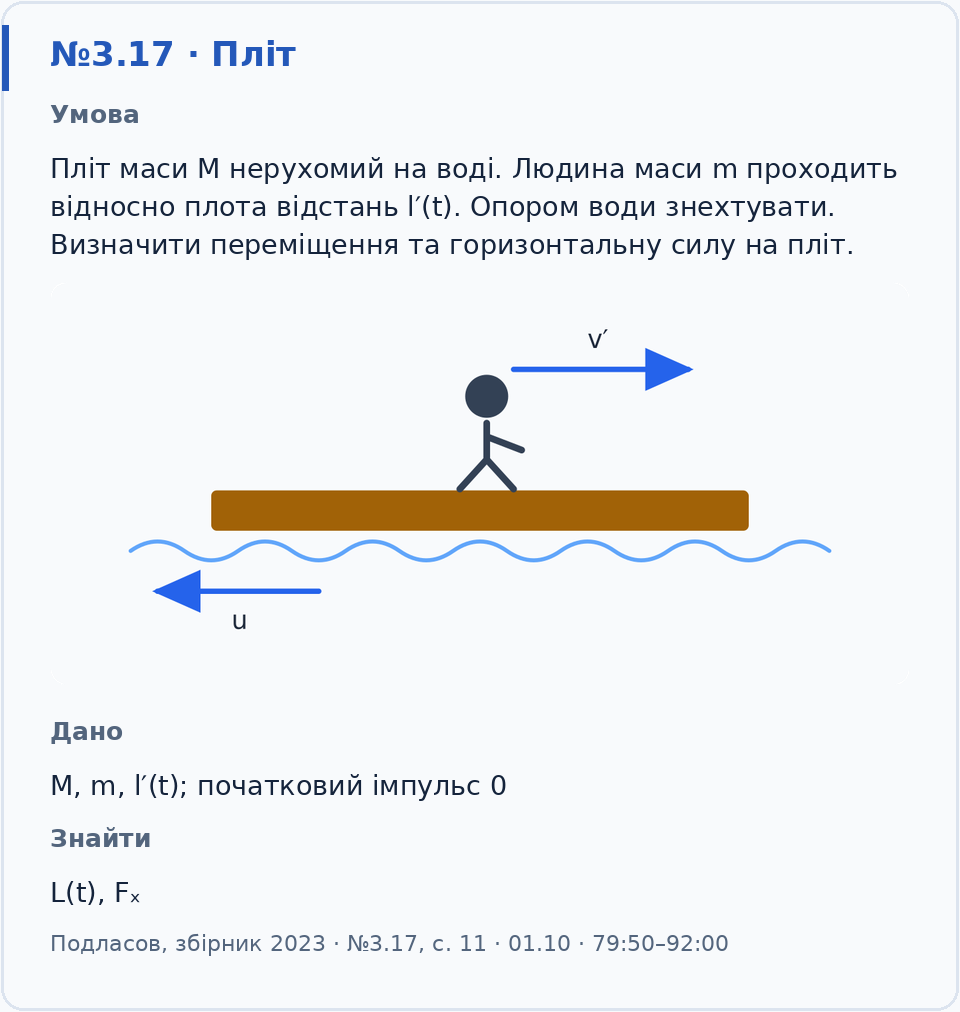 №3.17 · Пліт
Умова
Пліт маси M нерухомий на воді. Людина маси m проходить
відносно плота відстань l′(t). Опором води знехтувати.
Визначити переміщення та горизонтальну силу на пліт.
v′
u
Дано
M, m, l′(t); початковий імпульс 0
Знайти
L(t), Fₓ
Подласов, збірник 2023 · №3.17, с. 11 · 01.10 · 79:50–92:00